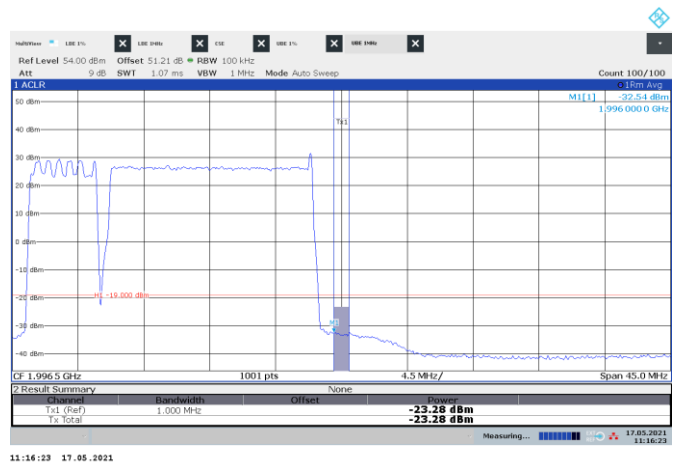 MultiView LBE 1% LBE 1MHz CSE UBE 1% UBE 1MHz
Ref Level 54.00 dBm Offset 51.21 dB RBW 100 kHz
Att 9 dB SWT 1.07 ms VBW 1 MHz Mode Auto Sweep Count 100/100
1 ACLR 1Rm Avg
M1[1] -32.54 dBm
1.996 000 0 GHz
50 dBm
Tx1
40 dBm
30 dBm
20 dBm
10 dBm
0 dBm
-10 dBm
-20 dBm
H1 -19.000 dBm
-30 dBm
M1
-40 dBm
CF 1.9965 GHz 1001 pts 4.5 MHz/ Span 45.0 MHz
2 Result Summary None
Channel Bandwidth Offset Power
Tx1 (Ref) 1.000 MHz -23.28 dBm
Tx Total -23.28 dBm
Measuring... 17.05.2021
11:16:23
11:16:23 17.05.2021